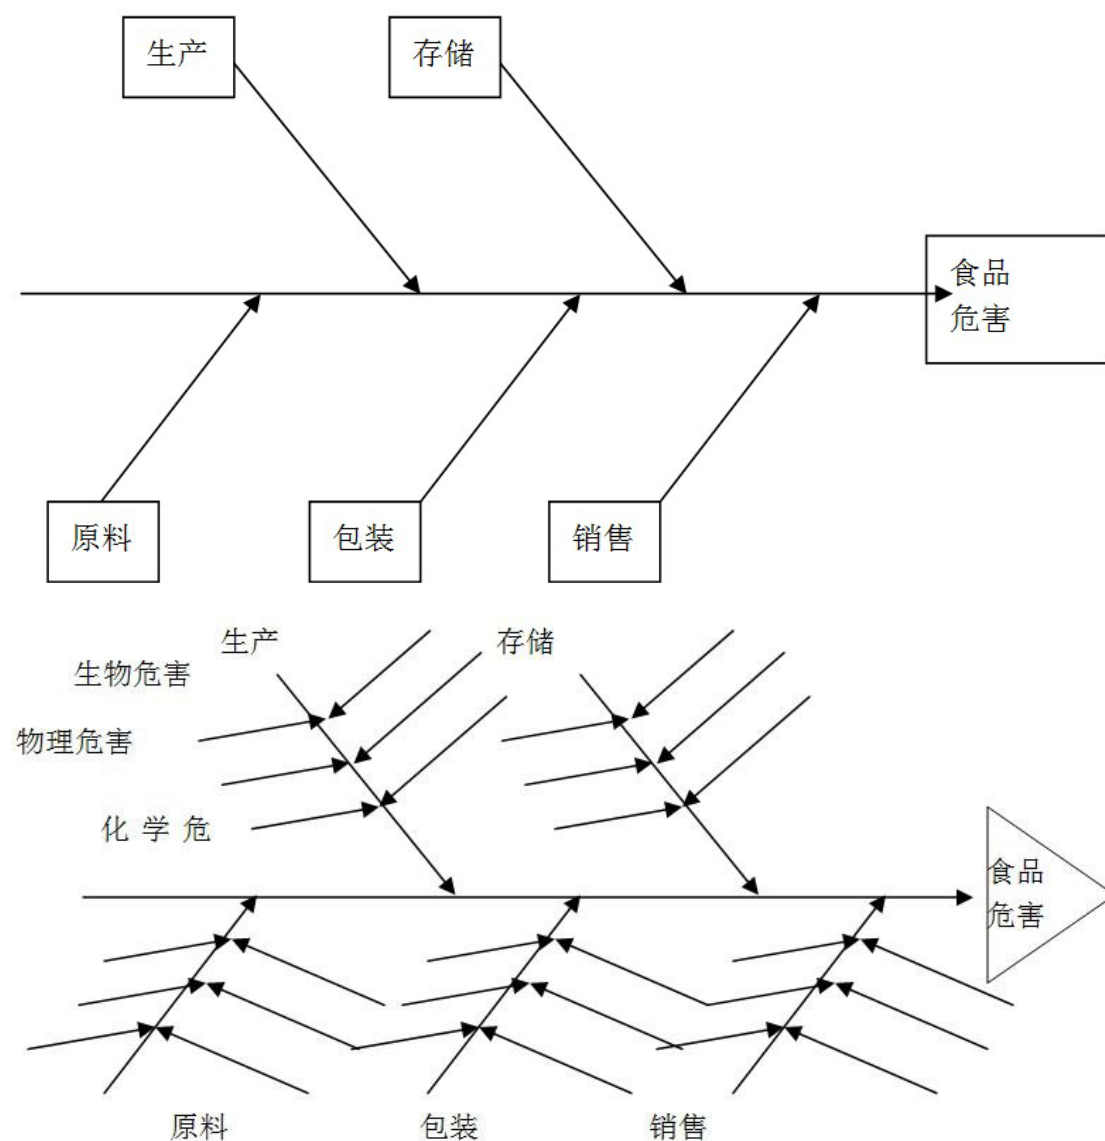 生产
存储
食品
危害
原料
包装
销售
生产
存储
生物危害
物理危害
化 学 危
食品
危害
原料
包装
销售